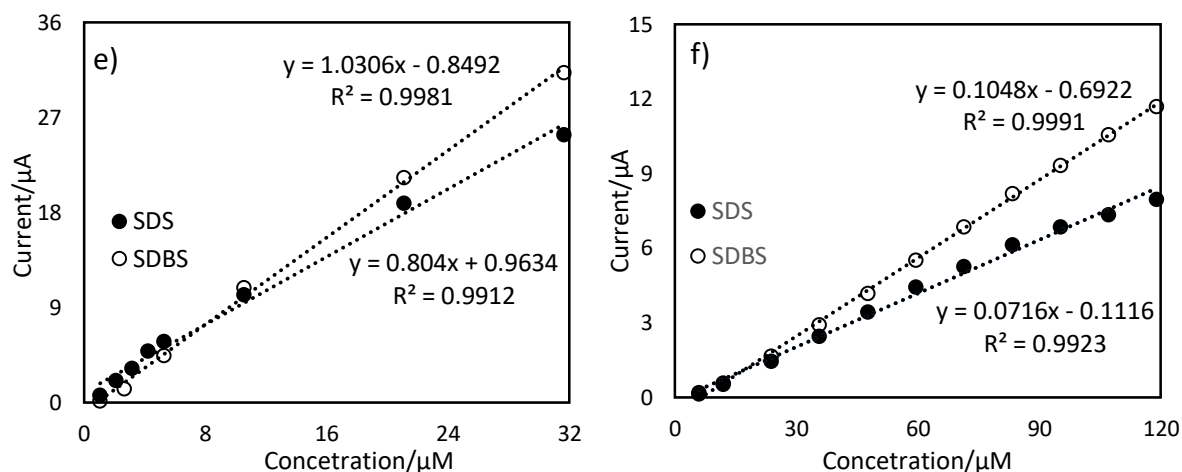 e)
36
27
18
9
0
Current/µA
y = 1.0306x - 0.8492
R² = 0.9981
SDS
SDBS
y = 0.804x + 0.9634
R² = 0.9912
0 8 16 24 32
Concetration/µM
f)
15
12
9
6
3
0
Current/µA
y = 0.1048x - 0.6922
R² = 0.9991
SDS
SDBS
y = 0.0716x - 0.1116
R² = 0.9923
0 30 60 90 120
Concetration/µM